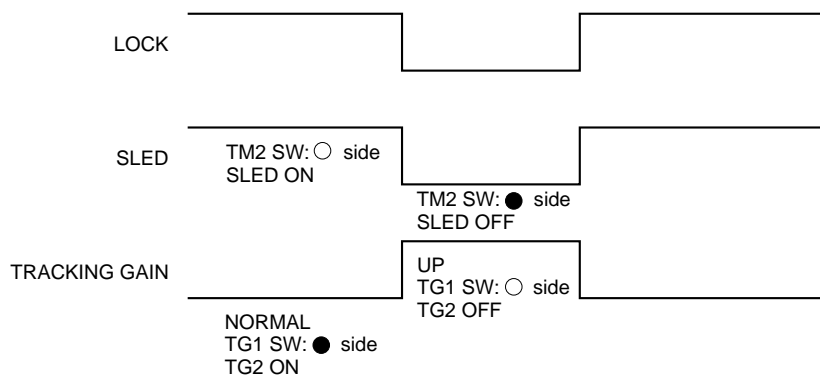 LOCK
SLED
TM2 SW: ○ side
SLED ON
TM2 SW: ● side
SLED OFF
TRACKING GAIN
UP
TG1 SW: ○ side
TG2 OFF
NORMAL
TG1 SW: ● side
TG2 ON